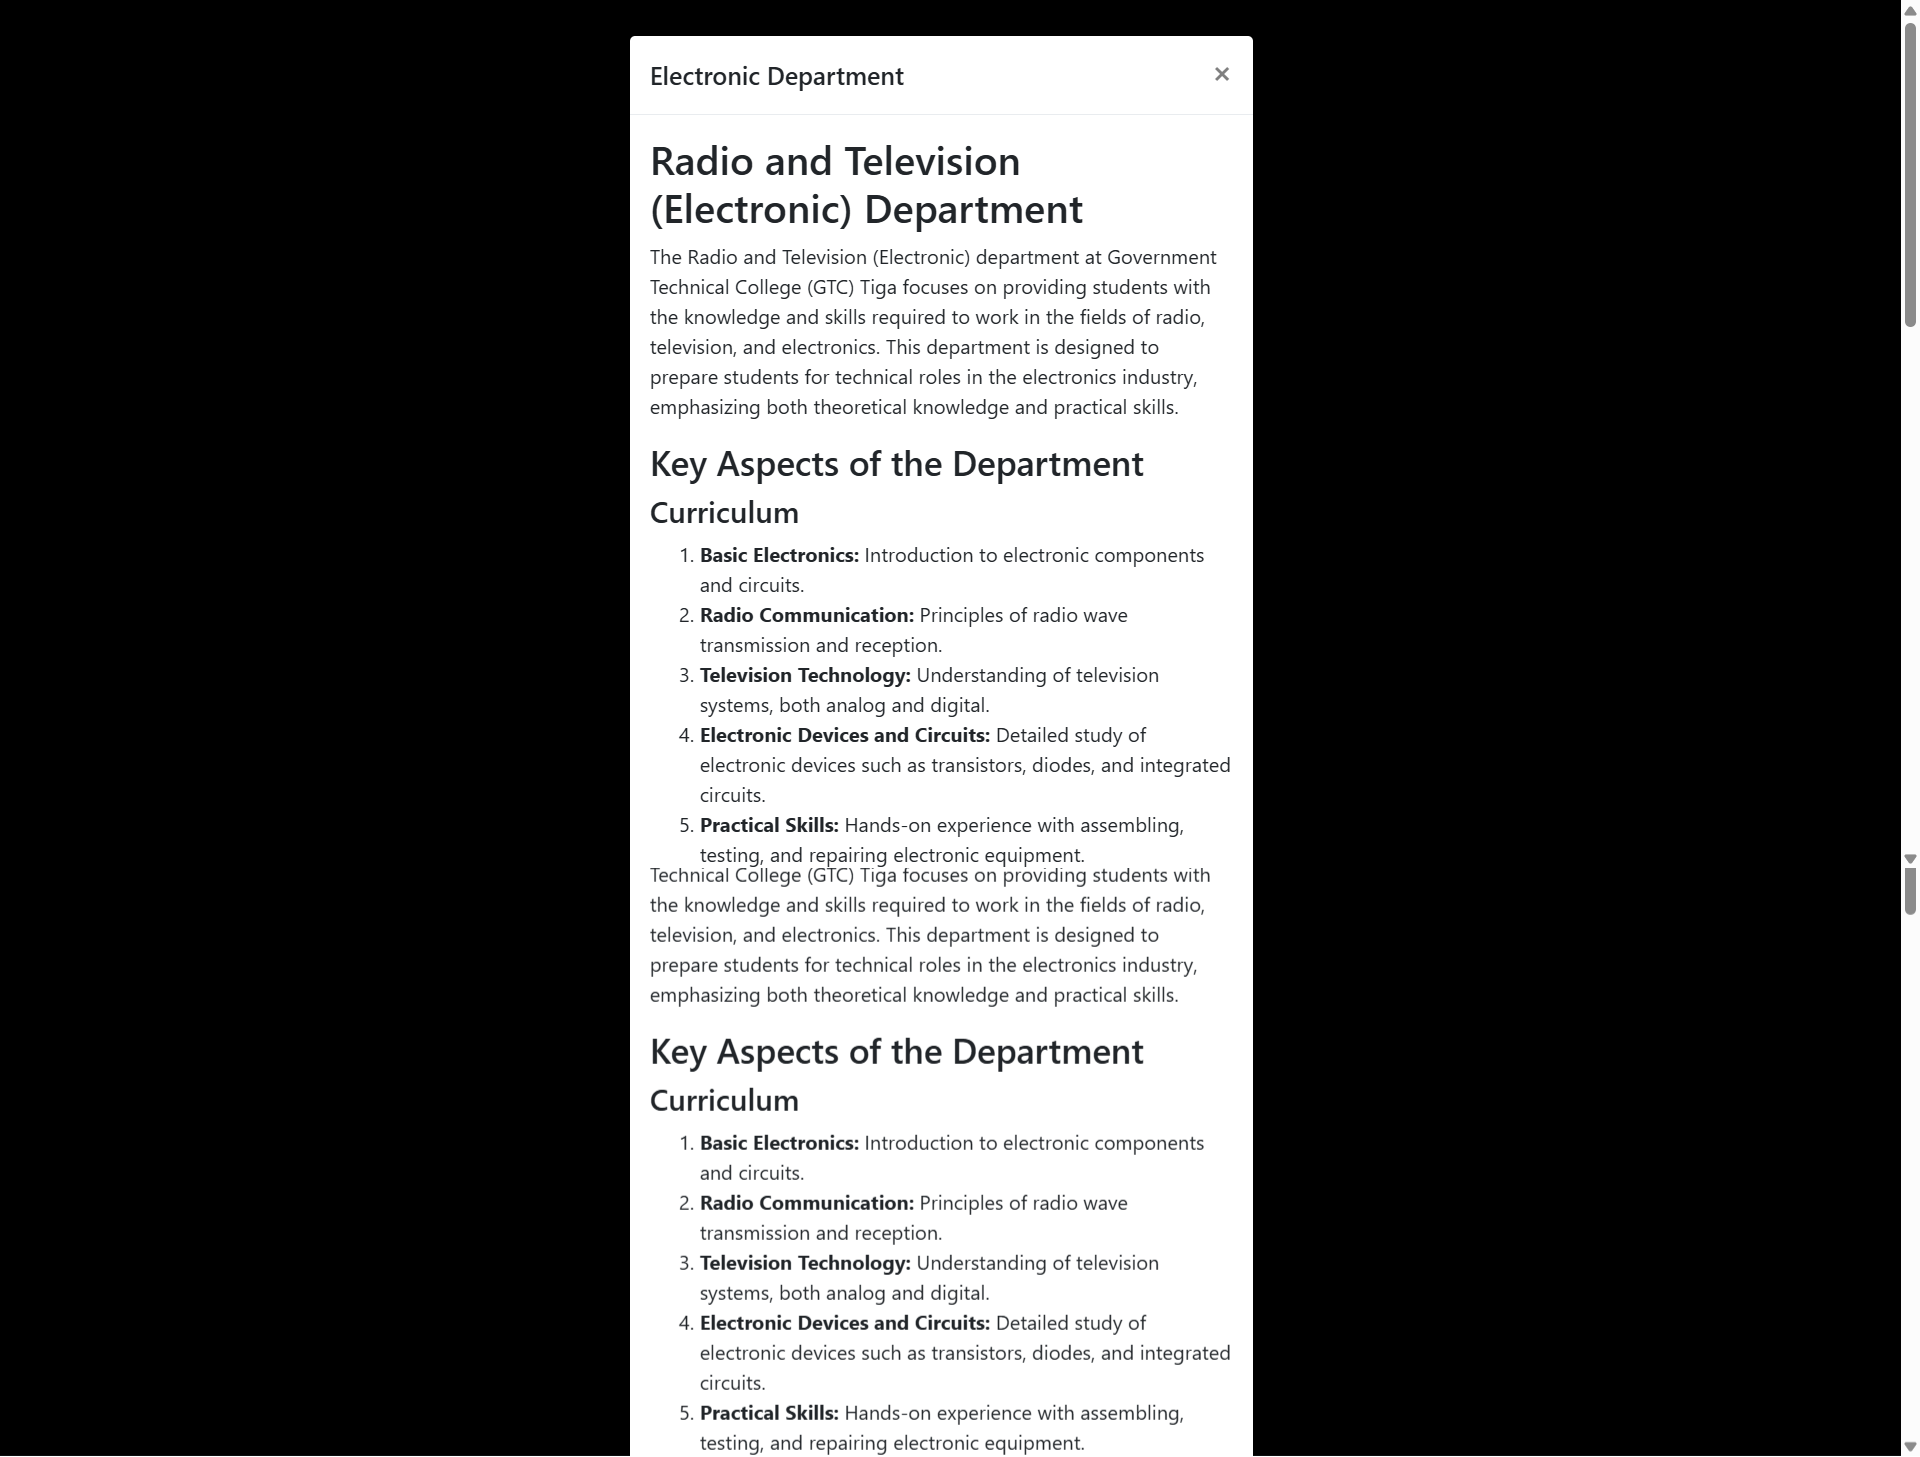 Electronic Department
×
Radio and Television
(Electronic) Department
The Radio and Television (Electronic) department at Government
Technical College (GTC) Tiga focuses on providing students with
the knowledge and skills required to work in the fields of radio,
television, and electronics. This department is designed to
prepare students for technical roles in the electronics industry,
emphasizing both theoretical knowledge and practical skills.
Key Aspects of the Department
Curriculum
1. Basic Electronics: Introduction to electronic components
and circuits.
2. Radio Communication: Principles of radio wave
transmission and reception.
3. Television Technology: Understanding of television
systems, both analog and digital.
4. Electronic Devices and Circuits: Detailed study of
electronic devices such as transistors, diodes, and integrated
circuits.
5. Practical Skills: Hands-on experience with assembling,
testing, and repairing electronic equipment.
Technical College (GTC) Tiga focuses on providing students with
the knowledge and skills required to work in the fields of radio,
television, and electronics. This department is designed to
prepare students for technical roles in the electronics industry,
emphasizing both theoretical knowledge and practical skills.
Key Aspects of the Department
Curriculum
1. Basic Electronics: Introduction to electronic components
and circuits.
2. Radio Communication: Principles of radio wave
transmission and reception.
3. Television Technology: Understanding of television
systems, both analog and digital.
4. Electronic Devices and Circuits: Detailed study of
electronic devices such as transistors, diodes, and integrated
circuits.
5. Practical Skills: Hands-on experience with assembling,
testing, and repairing electronic equipment.